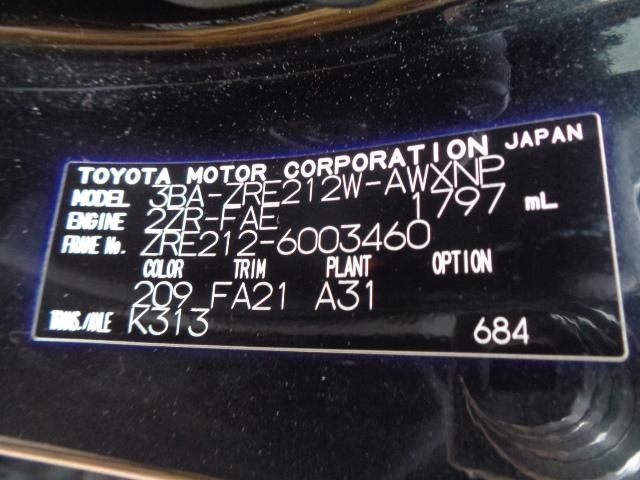 TOYOTA MOTOR CORPORATION JAPAN
MODEL 3BA-ZRE212W-AWXNP
ENGINE 2ZR-FAE 1797 mL
FRAME No. ZRE212-6003460
COLOR TRIM PLANT OPTION
209 FA21 A31
TRANS./AXLE K313 684